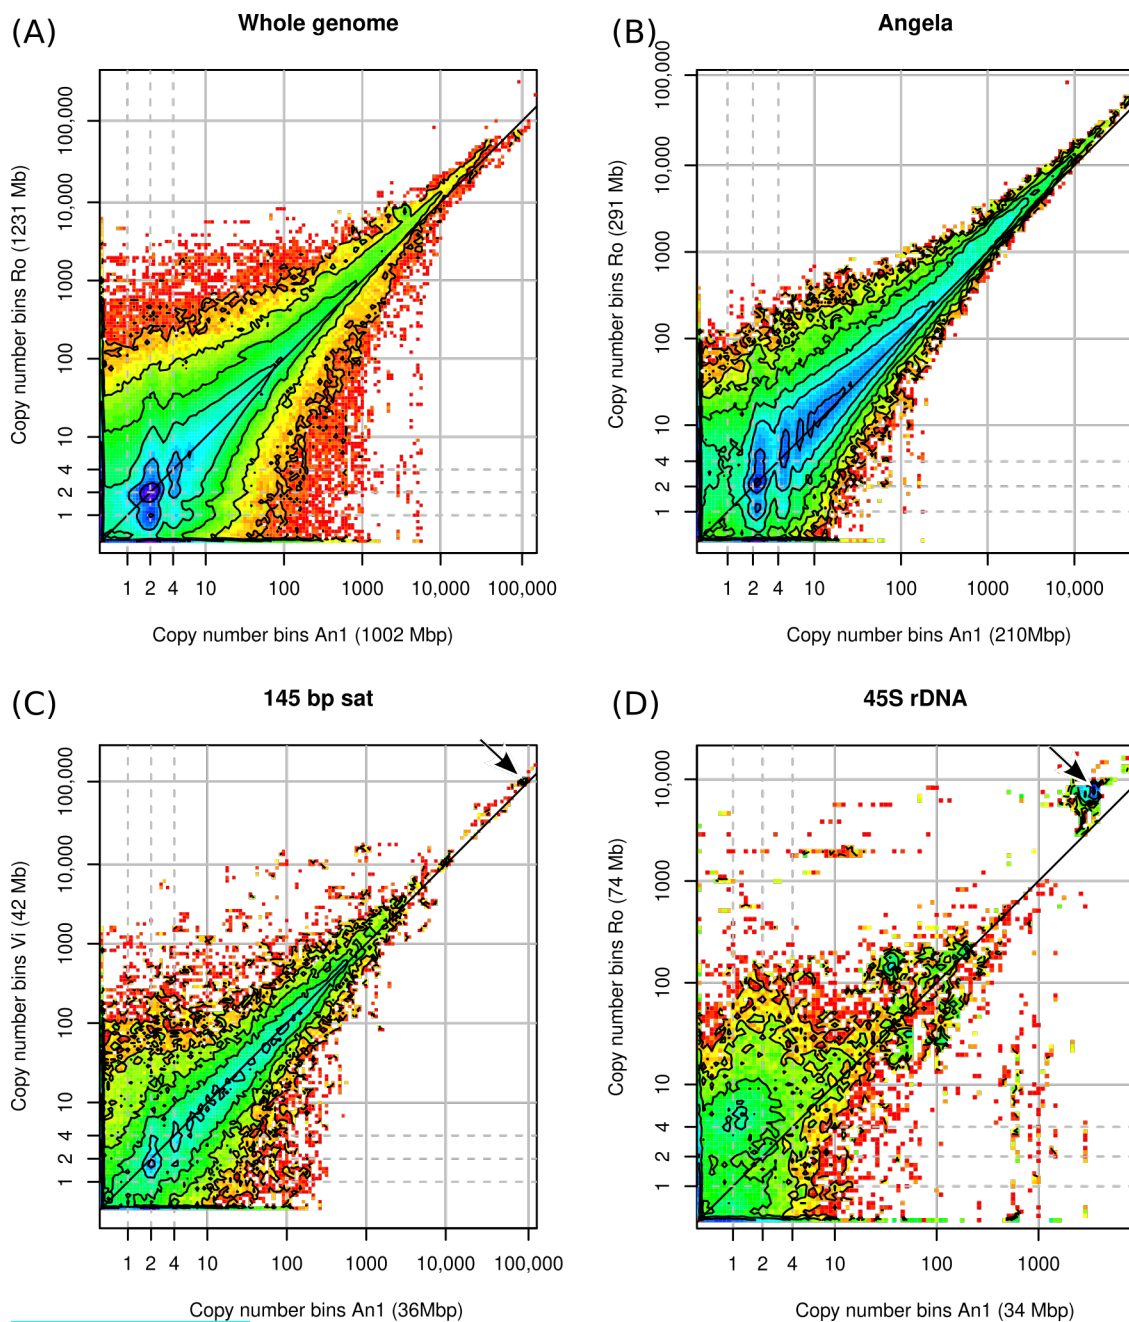 (A) Whole genome
Copy number bins Ro (1231 Mb)
100,000
10,000
1000
100
10
4
2
1
1 2 4 10 100 1000 10,000 100,000
Copy number bins An1 (1002 Mbp)
(B) Angela
Copy number bins Ro (291 Mb)
100,000
10,000
1000
100
10
4
2
1
1 2 4 10 100 1000 10,000
Copy number bins An1 (210Mbp)
(C) 145 bp sat
Copy number bins Vi (42 Mb)
100,000
10,000
1000
100
10
4
2
1
1 2 4 10 100 1000 10,000 100,000
Copy number bins An1 (36Mbp)
(D) 45S rDNA
Copy number bins Ro (74 Mb)
10,000
1000
100
10
4
2
1
1 2 4 10 100 1000
Copy number bins An1 (34 Mbp)